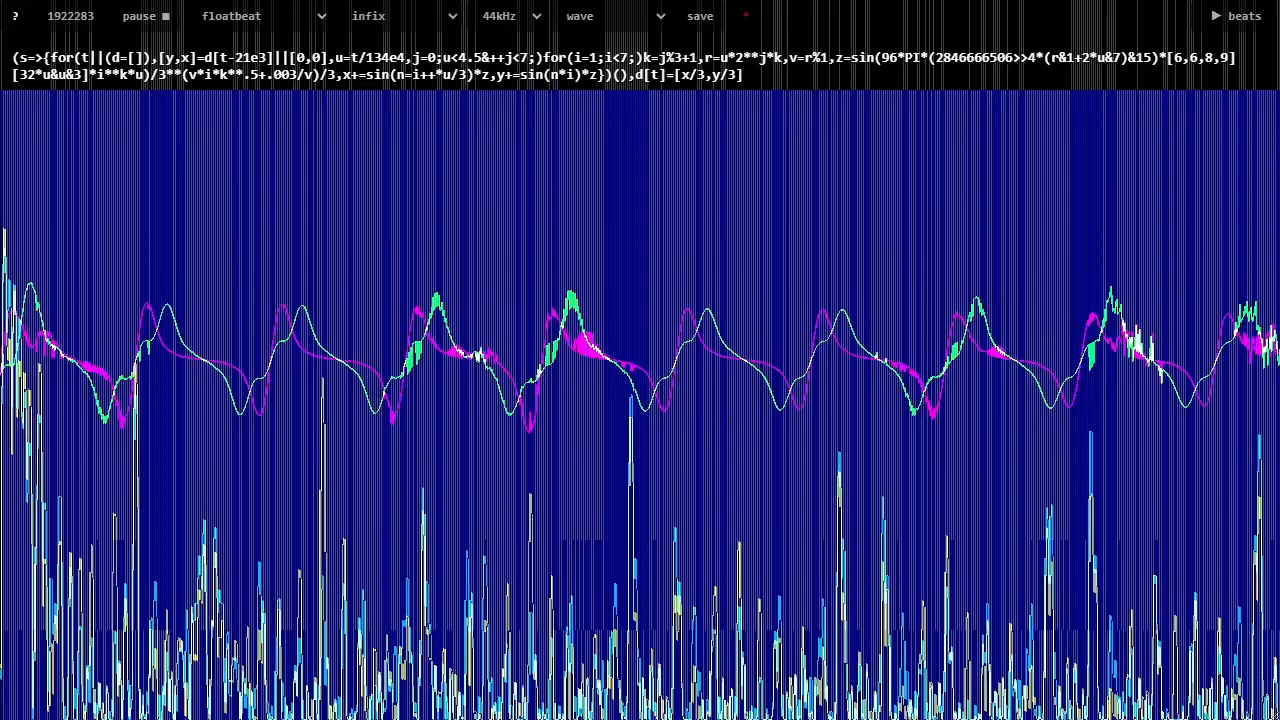 ? 1922283 pause ■ floatbeat infix 44kHz wave save ▶ beats
(s=>{for(t||(d=[]),[y,x]=d[t-21e3]||[0,0],u=t/134e4,j=0;u<4.5&++j<7;)for(i=1;i<7;)k=j%3+1,r=u*2**j*k,v=r%1,z=sin(96*PI*(2846666506>>4*(r&1+2*u&7)&15)*[6,6,8,9]
[32*u&u&3]*i**k*u)/3**(v*i*k**.5+.003/v)/3,x+=sin(n=i++*u/3)*z,y+=sin(n*i)*z})(),d[t]=[x/3,y/3]